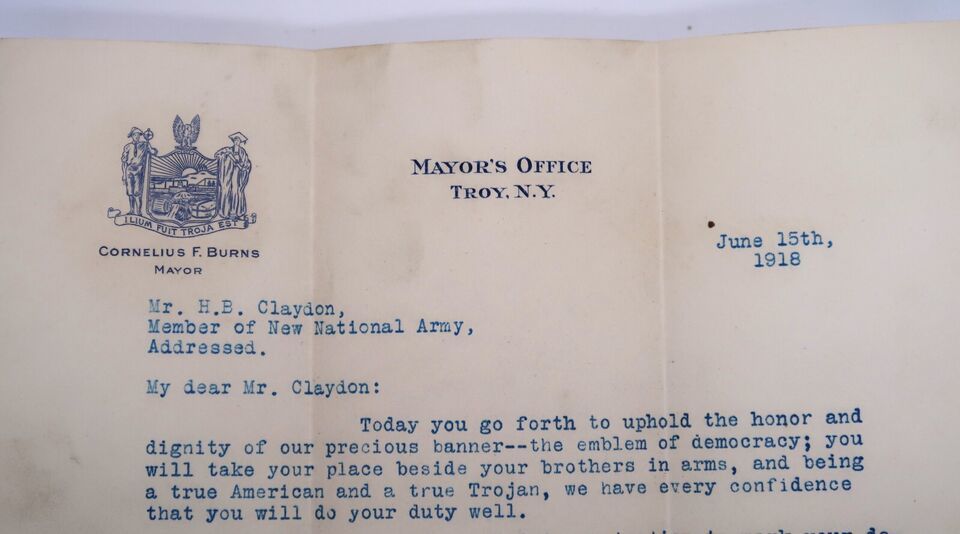 MAYOR'S OFFICE
TROY, N.Y.
ILIUM FUIT TROJA EST
CORNELIUS F. BURNS
MAYOR
June 15th,
1918
Mr. H.B. Claydon,
Member of New National Army,
Addressed.
My dear Mr. Claydon:
Today you go forth to uphold the honor and
dignity of our precious banner--the emblem of democracy; you
will take your place beside your brothers in arms, and being
a true American and a true Trojan, we have every confidence
that you will do your duty well.